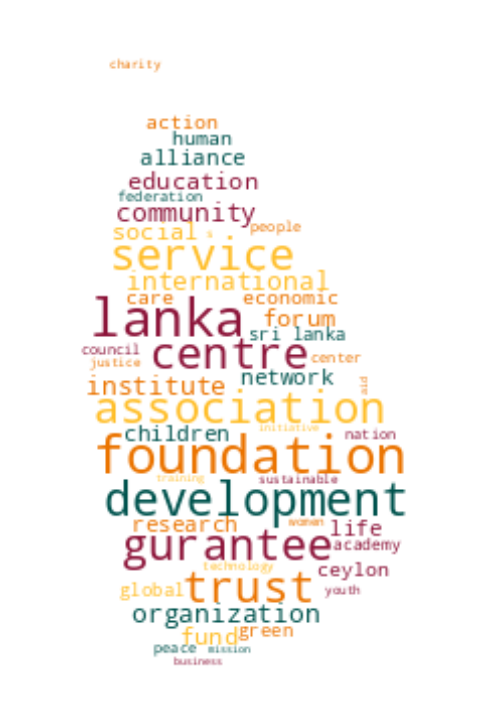 charity
action
human
alliance
education
federation
community
people
social
service
international
care economic
lanka forum
sri lanka
council centre center
justice
institute network aid
association
children initiative nation
foundation
training sustainable
development
research women life
gurantee academy
technology ceylon
global trust youth
organization
fund green
peace mission
business